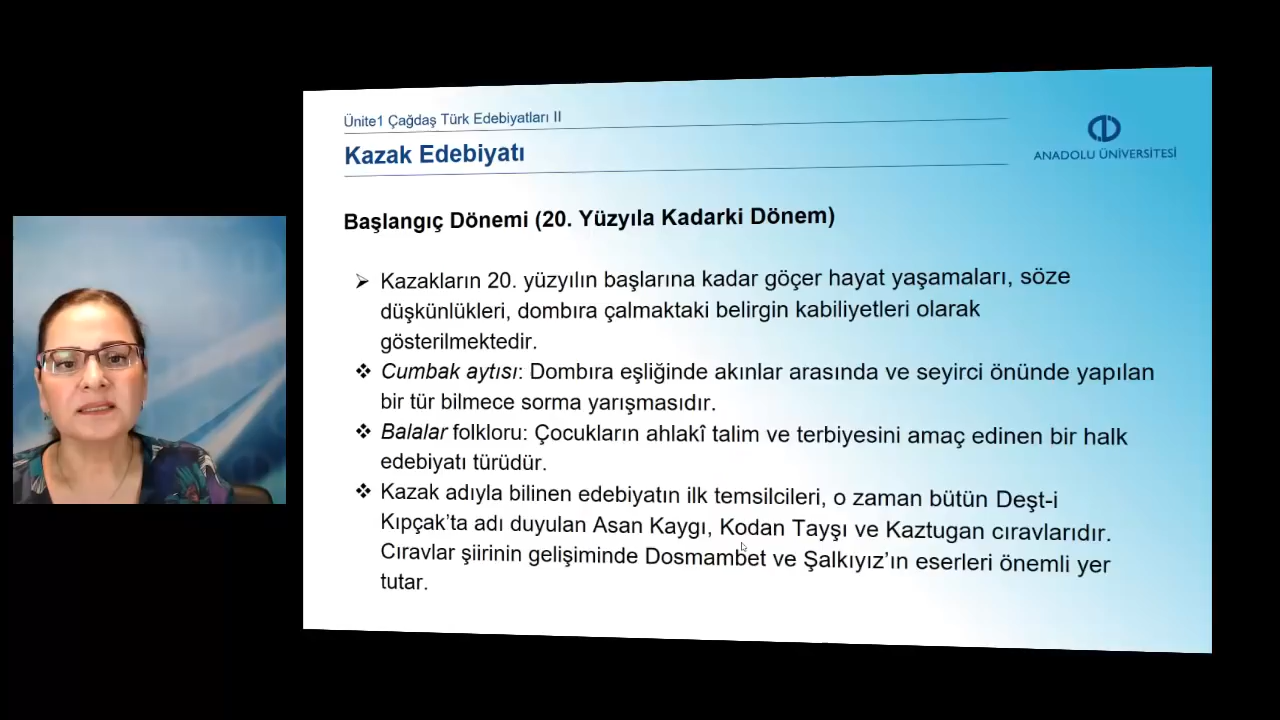 Ünite1 Çağdaş Türk Edebiyatları II
Kazak Edebiyatı
ANADOLU ÜNİVERSİTESİ
Başlangıç Dönemi (20. Yüzyıla Kadarki Dönem)
Kazakların 20. yüzyılın başlarına kadar göçer hayat yaşamaları, söze
düşkünlükleri, dombıra çalmaktaki belirgin kabiliyetleri olarak
gösterilmektedir.
Cumbak aytısı: Dombıra eşliğinde akınlar arasında ve seyirci önünde yapılan
bir tür bilmece sorma yarışmasıdır.
Balalar folkloru: Çocukların ahlakî talim ve terbiyesini amaç edinen bir halk
edebiyatı türüdür.
Kazak adıyla bilinen edebiyatın ilk temsilcileri, o zaman bütün Deşt-i
Kıpçak’ta adı duyulan Asan Kaygı, Kodan Tayşı ve Kaztugan cıravlarıdır.
Cıravlar şiirinin gelişiminde Dosmambet ve Şalkıyız’ın eserleri önemli yer
tutar.